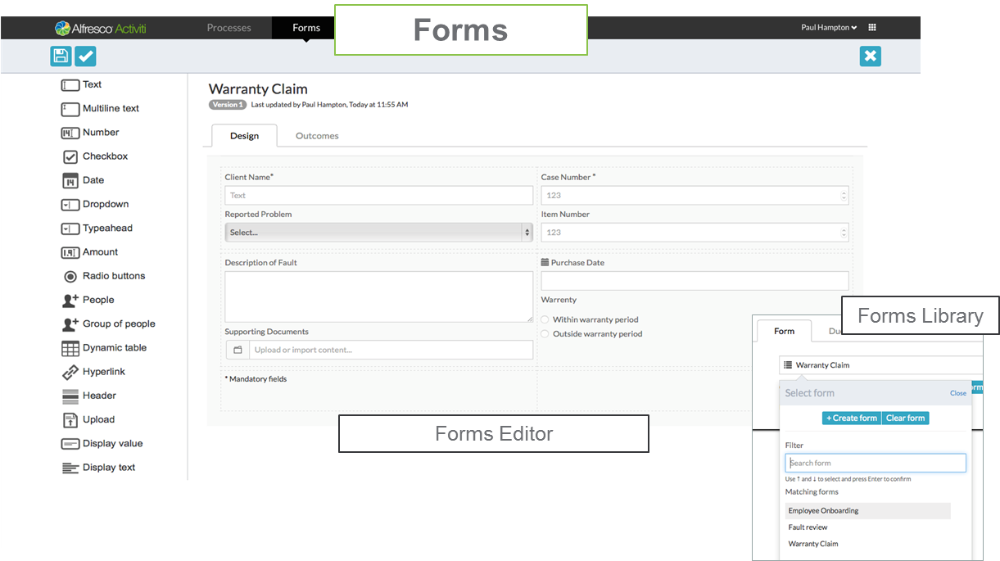 Alfresco Activiti
Processes
Forms
Forms
Paul Hampton
Text
Multiline text
Number
Checkbox
Date
Dropdown
Typeahead
Amount
Radio buttons
People
Group of people
Dynamic table
Hyperlink
Header
Upload
Display value
Display text
Warranty Claim
Version 1 Last updated by Paul Hampton, Today at 11:55 AM
Design
Outcomes
Client Name*
Text
Case Number *
123
Reported Problem
Select...
Item Number
123
Description of Fault
Purchase Date
Warrenty
Within warranty period
Outside warranty period
Supporting Documents
Upload or import content...
* Mandatory fields
Forms Editor
Forms Library
Form
Du
Warranty Claim
Select form
Close
+ Create form
Clear form
Filter
Search form
Use ↑ and ↓ to select and press Enter to confirm
Matching forms
Employee Onboarding
Fault review
Warranty Claim